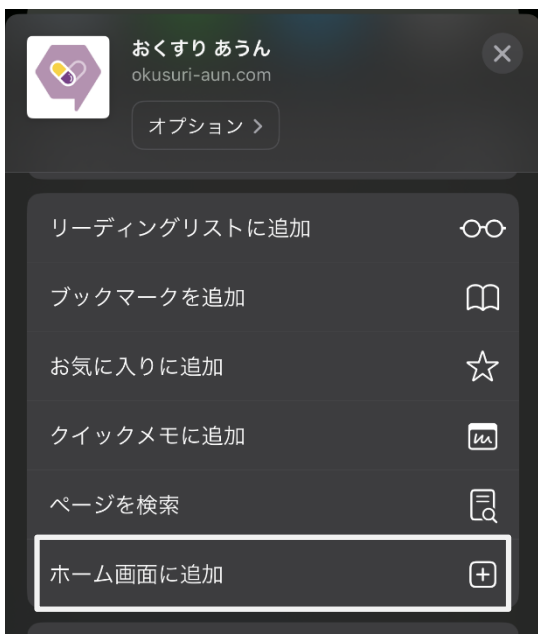 おくすり あうん
okusuri-aun.com
オプション
リーディングリストに追加
ブックマークを追加
お気に入りに追加
クイックメモに追加
ページを検索
ホーム画面に追加